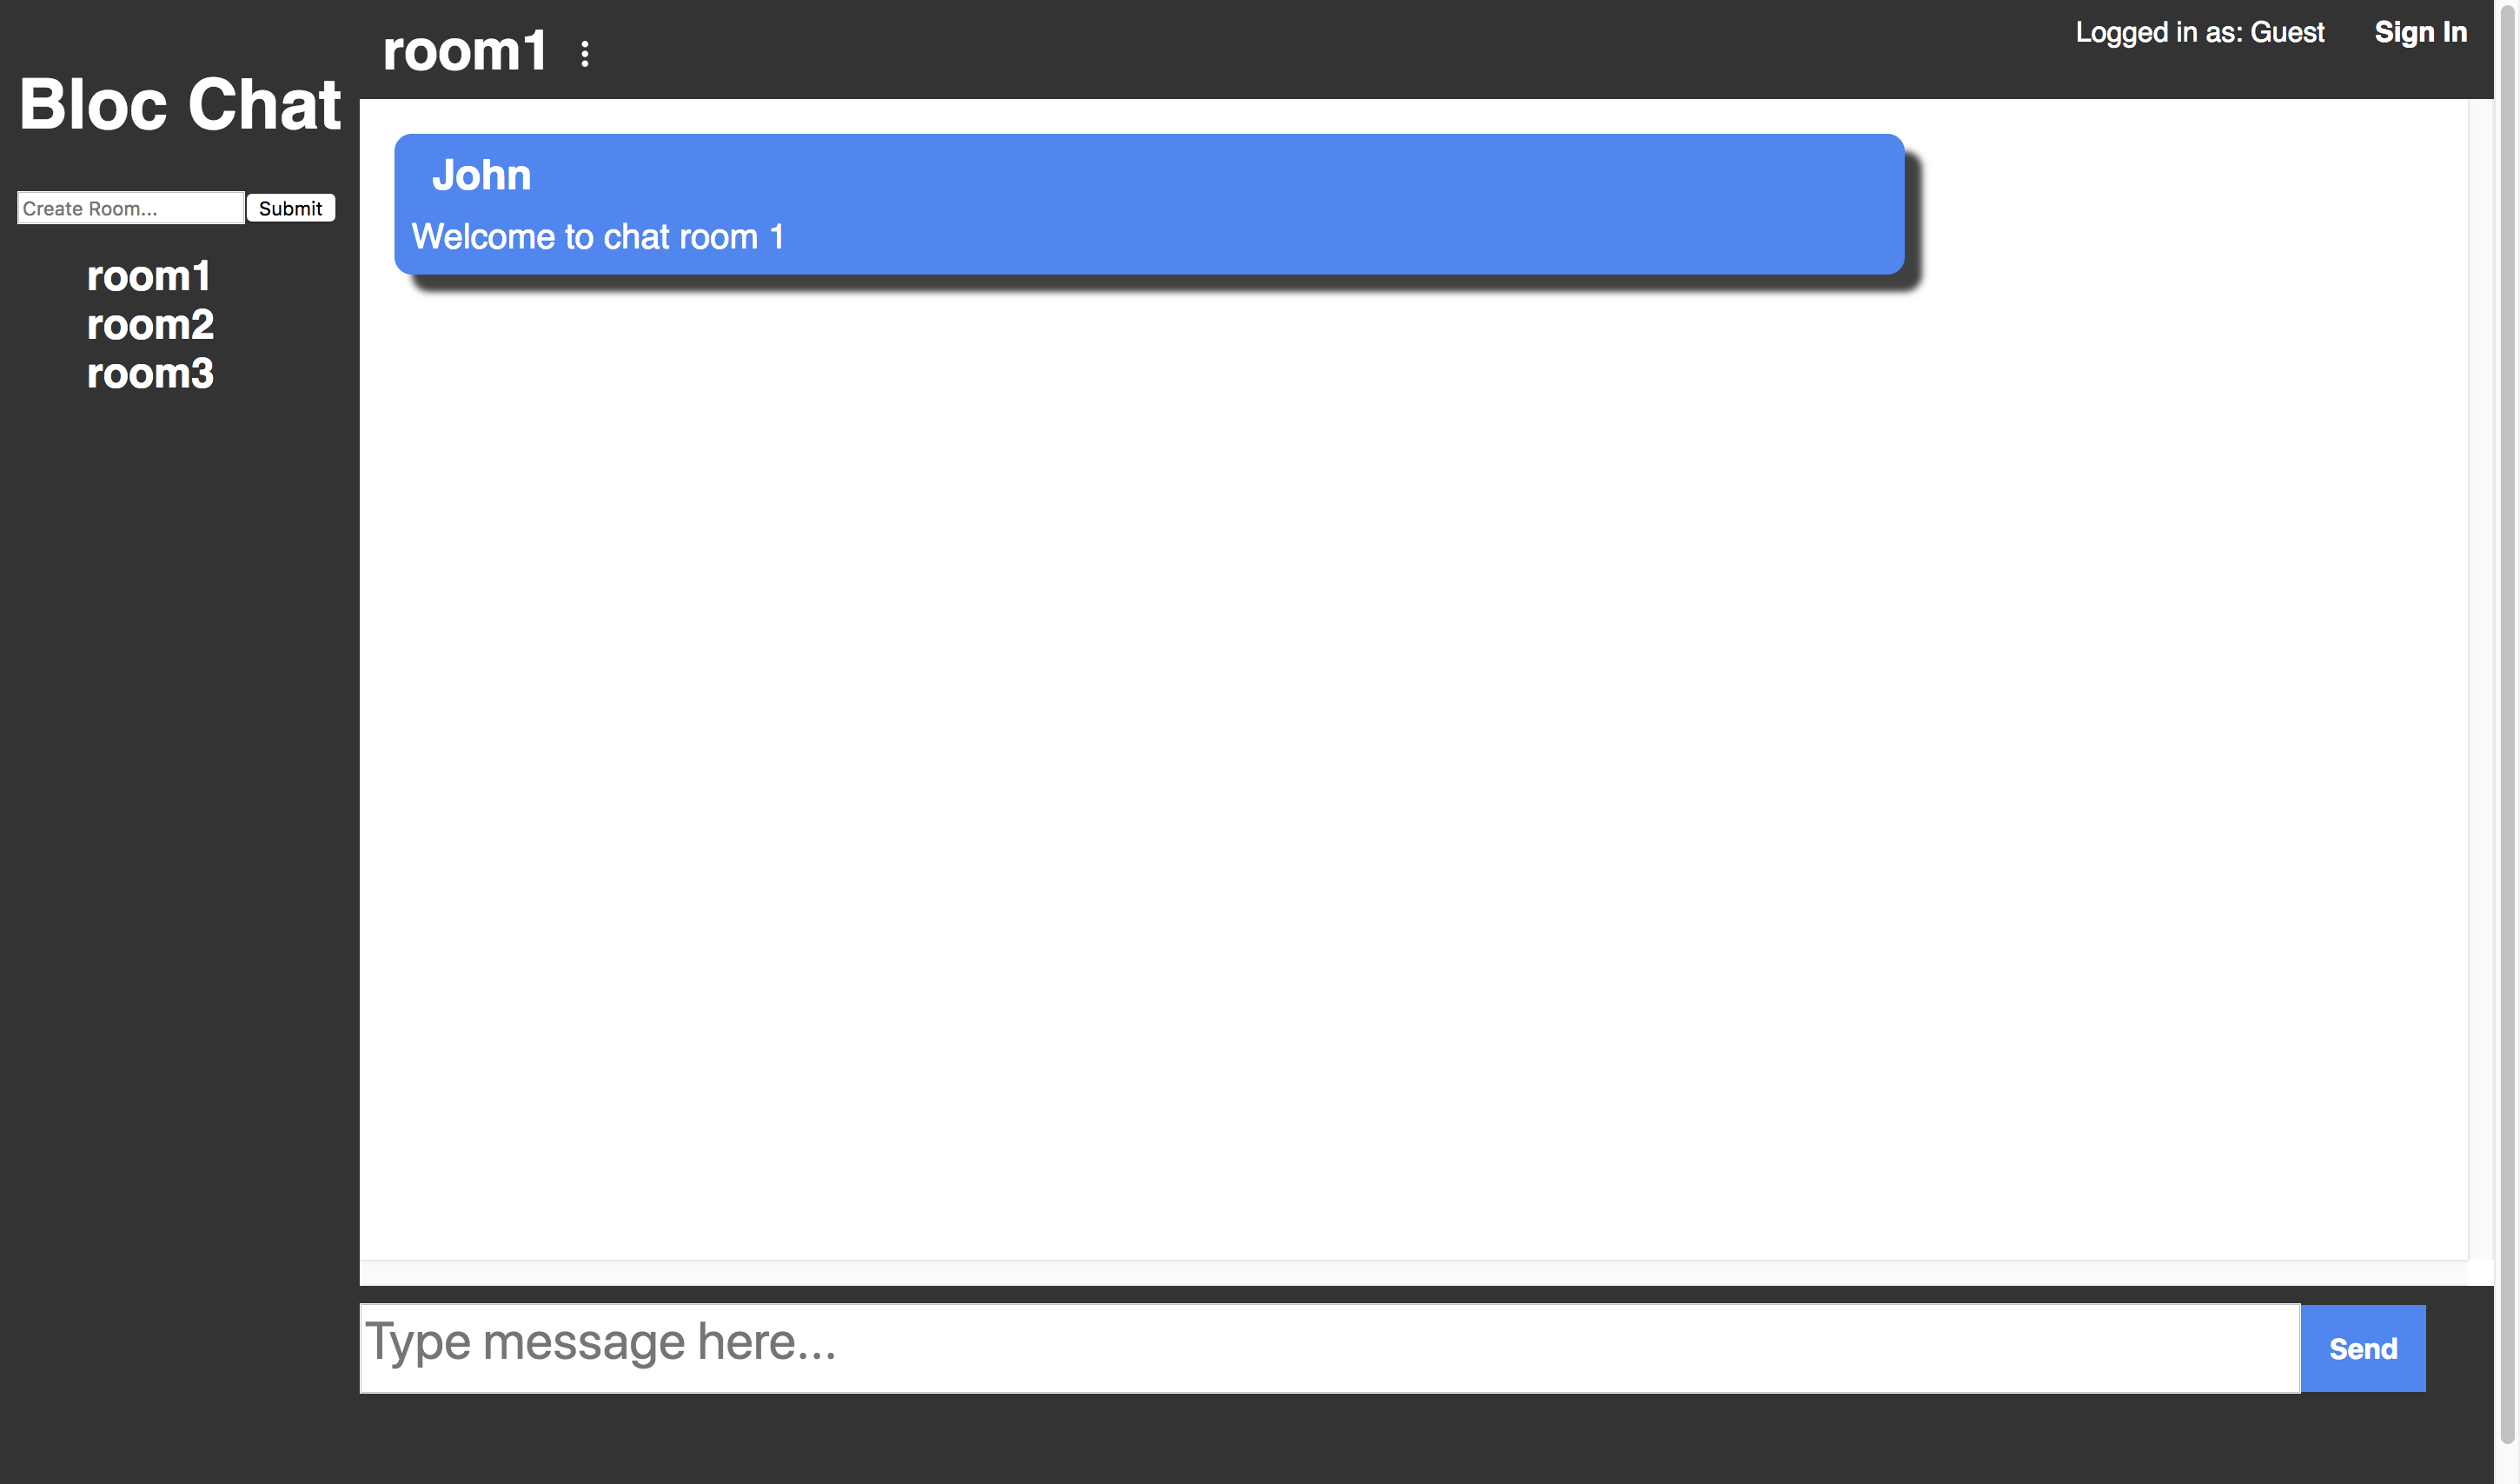 Bloc Chat
Create Room...
Submit
room1
room2
room3
room1
Logged in as: Guest
Sign In
John
Welcome to chat room 1
Type message here...
Send